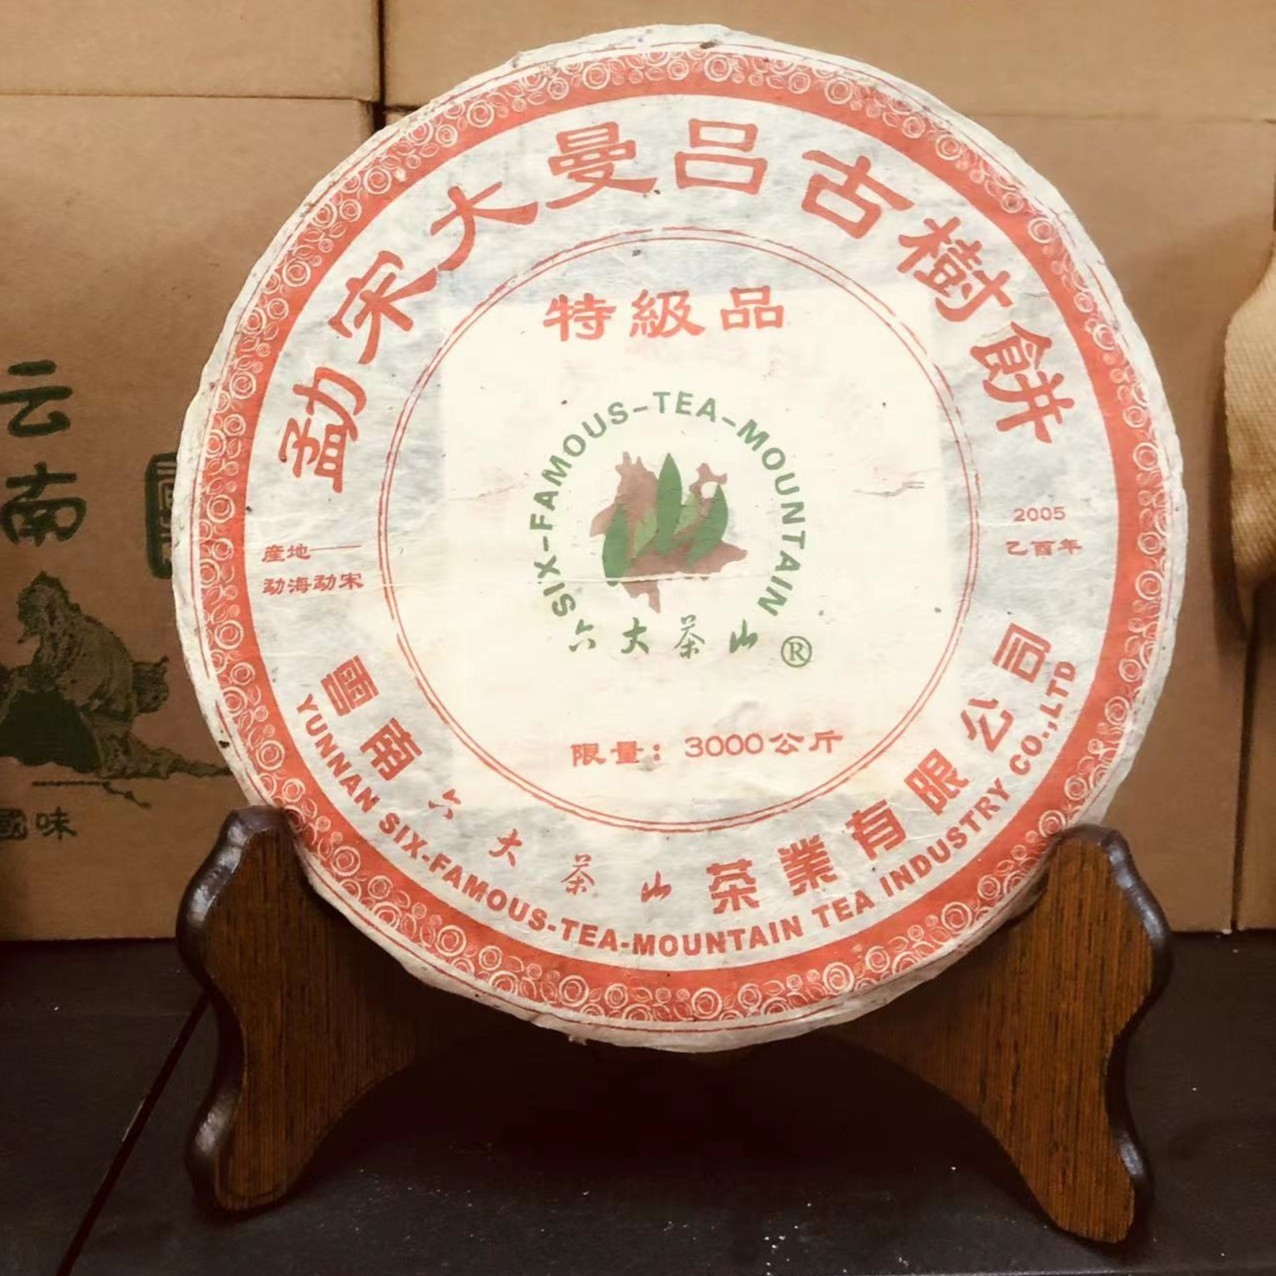 勐宋大曼吕古樹餅
特級品
SIX-FAMOUS-TEA-MOUNTAIN
六大茶山®
2005
乙酉年
産地——
勐海勐宋
限量：3000公斤
雲南六大茶山茶業有限公司
YUNNAN SIX-FAMOUS-TEA-MOUNTAIN TEA INDUSTRY CO.,LTD
云南
國味